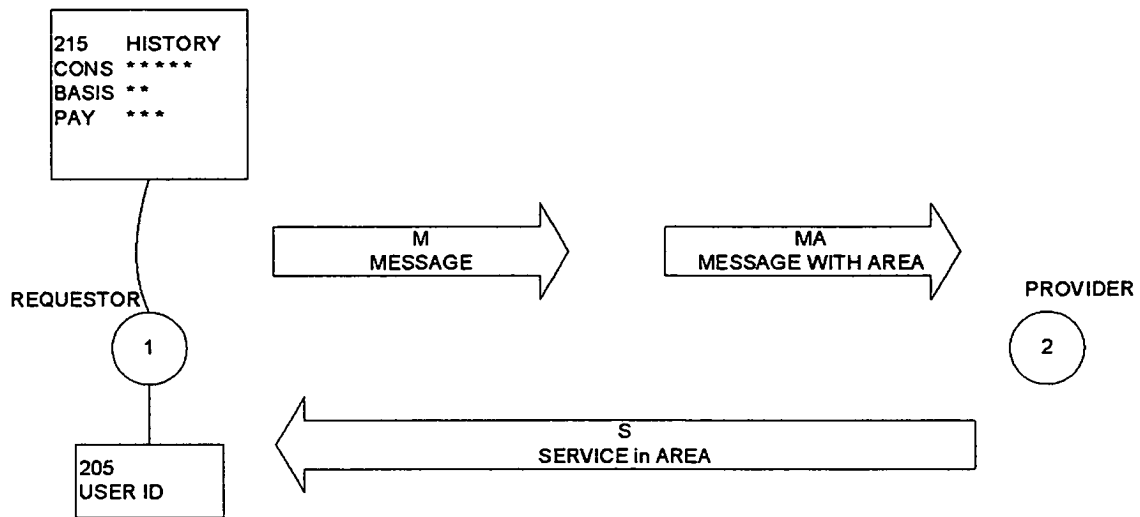 215 HISTORY
CONS * * * * *
BASIS * *
PAY * * *
M
MESSAGE
MA
MESSAGE WITH AREA
REQUESTOR
PROVIDER
1
2
S
SERVICE in AREA
205
USER ID